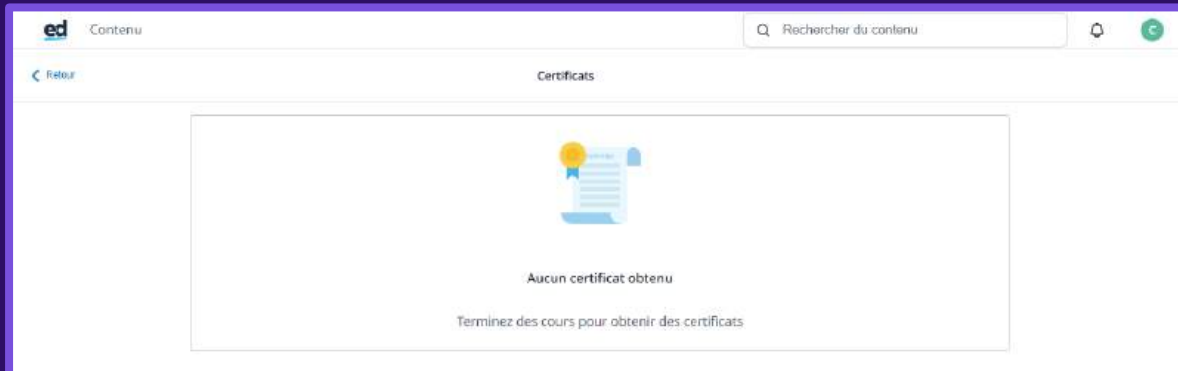 ed Contenu Rechercher du contenu C
Retour Certificats
Aucun certificat obtenu
Terminez des cours pour obtenir des certificats